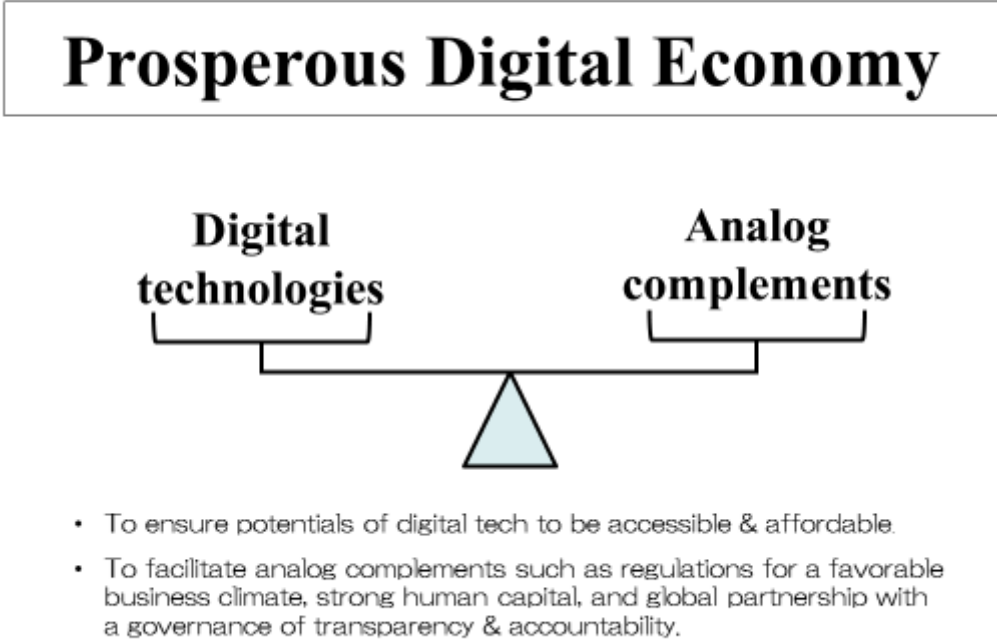 Prosperous Digital Economy
Digital
technologies
Analog
complements
• To ensure potentials of digital tech to be accessible & affordable.
• To facilitate analog complements such as regulations for a favorable
business climate, strong human capital, and global partnership with
a governance of transparency & accountability.